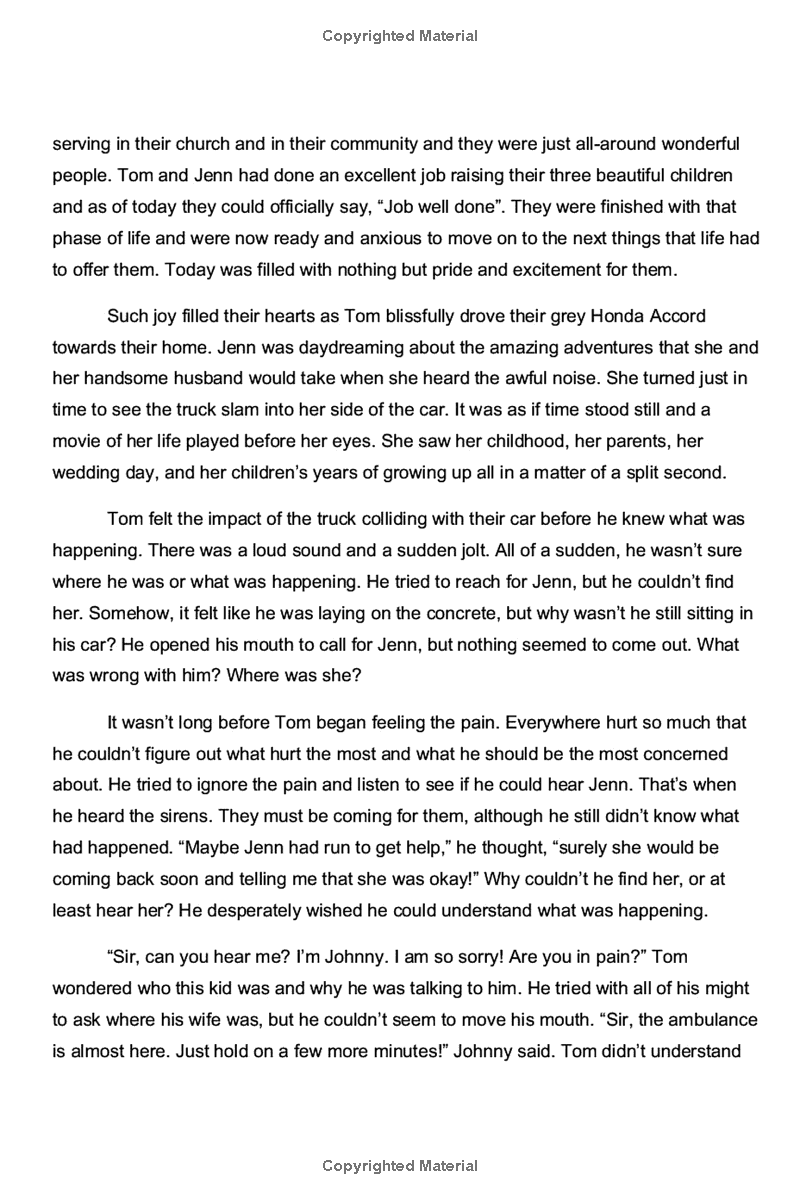 Copyrighted Material
serving in their church and in their community and they were just all-around wonderful
people. Tom and Jenn had done an excellent job raising their three beautiful children
and as of today they could officially say, “Job well done”. They were finished with that
phase of life and were now ready and anxious to move on to the next things that life had
to offer them. Today was filled with nothing but pride and excitement for them.
Such joy filled their hearts as Tom blissfully drove their grey Honda Accord
towards their home. Jenn was daydreaming about the amazing adventures that she and
her handsome husband would take when she heard the awful noise. She turned just in
time to see the truck slam into her side of the car. It was as if time stood still and a
movie of her life played before her eyes. She saw her childhood, her parents, her
wedding day, and her children’s years of growing up all in a matter of a split second.
Tom felt the impact of the truck colliding with their car before he knew what was
happening. There was a loud sound and a sudden jolt. All of a sudden, he wasn’t sure
where he was or what was happening. He tried to reach for Jenn, but he couldn’t find
her. Somehow, it felt like he was laying on the concrete, but why wasn’t he still sitting in
his car? He opened his mouth to call for Jenn, but nothing seemed to come out. What
was wrong with him? Where was she?
It wasn’t long before Tom began feeling the pain. Everywhere hurt so much that
he couldn’t figure out what hurt the most and what he should be the most concerned
about. He tried to ignore the pain and listen to see if he could hear Jenn. That’s when
he heard the sirens. They must be coming for them, although he still didn’t know what
had happened. “Maybe Jenn had run to get help,” he thought, “surely she would be
coming back soon and telling me that she was okay!” Why couldn’t he find her, or at
least hear her? He desperately wished he could understand what was happening.
“Sir, can you hear me? I’m Johnny. I am so sorry! Are you in pain?” Tom
wondered who this kid was and why he was talking to him. He tried with all of his might
to ask where his wife was, but he couldn’t seem to move his mouth. “Sir, the ambulance
is almost here. Just hold on a few more minutes!” Johnny said. Tom didn’t understand
Copyrighted Material